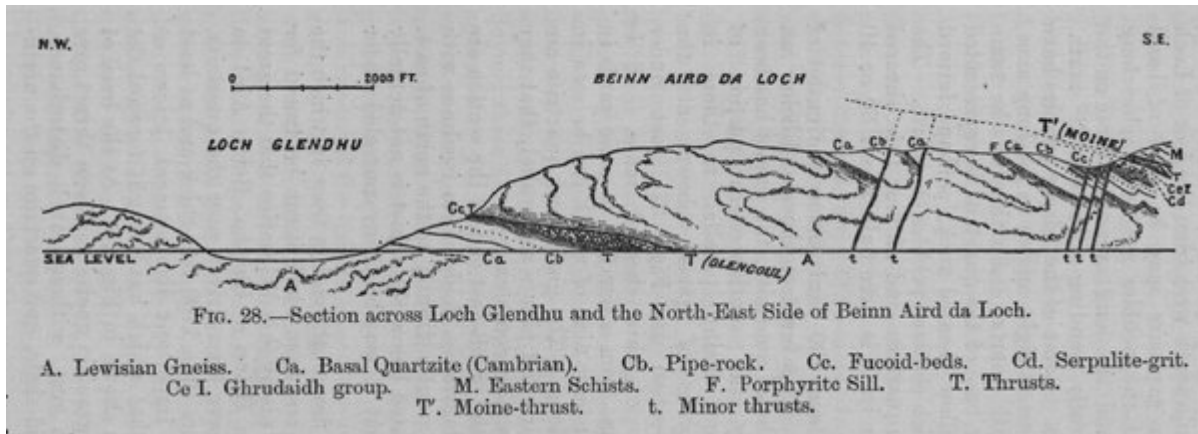 N.W.
S.E.
0 2000 FT.
BEINN AIRD DA LOCH
T' (MOINE)
LOCH GLENDHU
Ca Cb Ca F Ca Cb Cc
M
T
Ce I
Cd
Cc T
SEA LEVEL
A Ca Cb T T (GLENCOUL) A t t t t t
FIG. 28.—Section across Loch Glendhu and the North-East Side of Beinn Aird da Loch.
A. Lewisian Gneiss. Ca. Basal Quartzite (Cambrian). Cb. Pipe-rock. Cc. Fucoid-beds. Cd. Serpulite-grit.
Ce I. Ghrudaidh group. M. Eastern Schists. F. Porphyrite Sill. T. Thrusts.
T'. Moine-thrust. t. Minor thrusts.